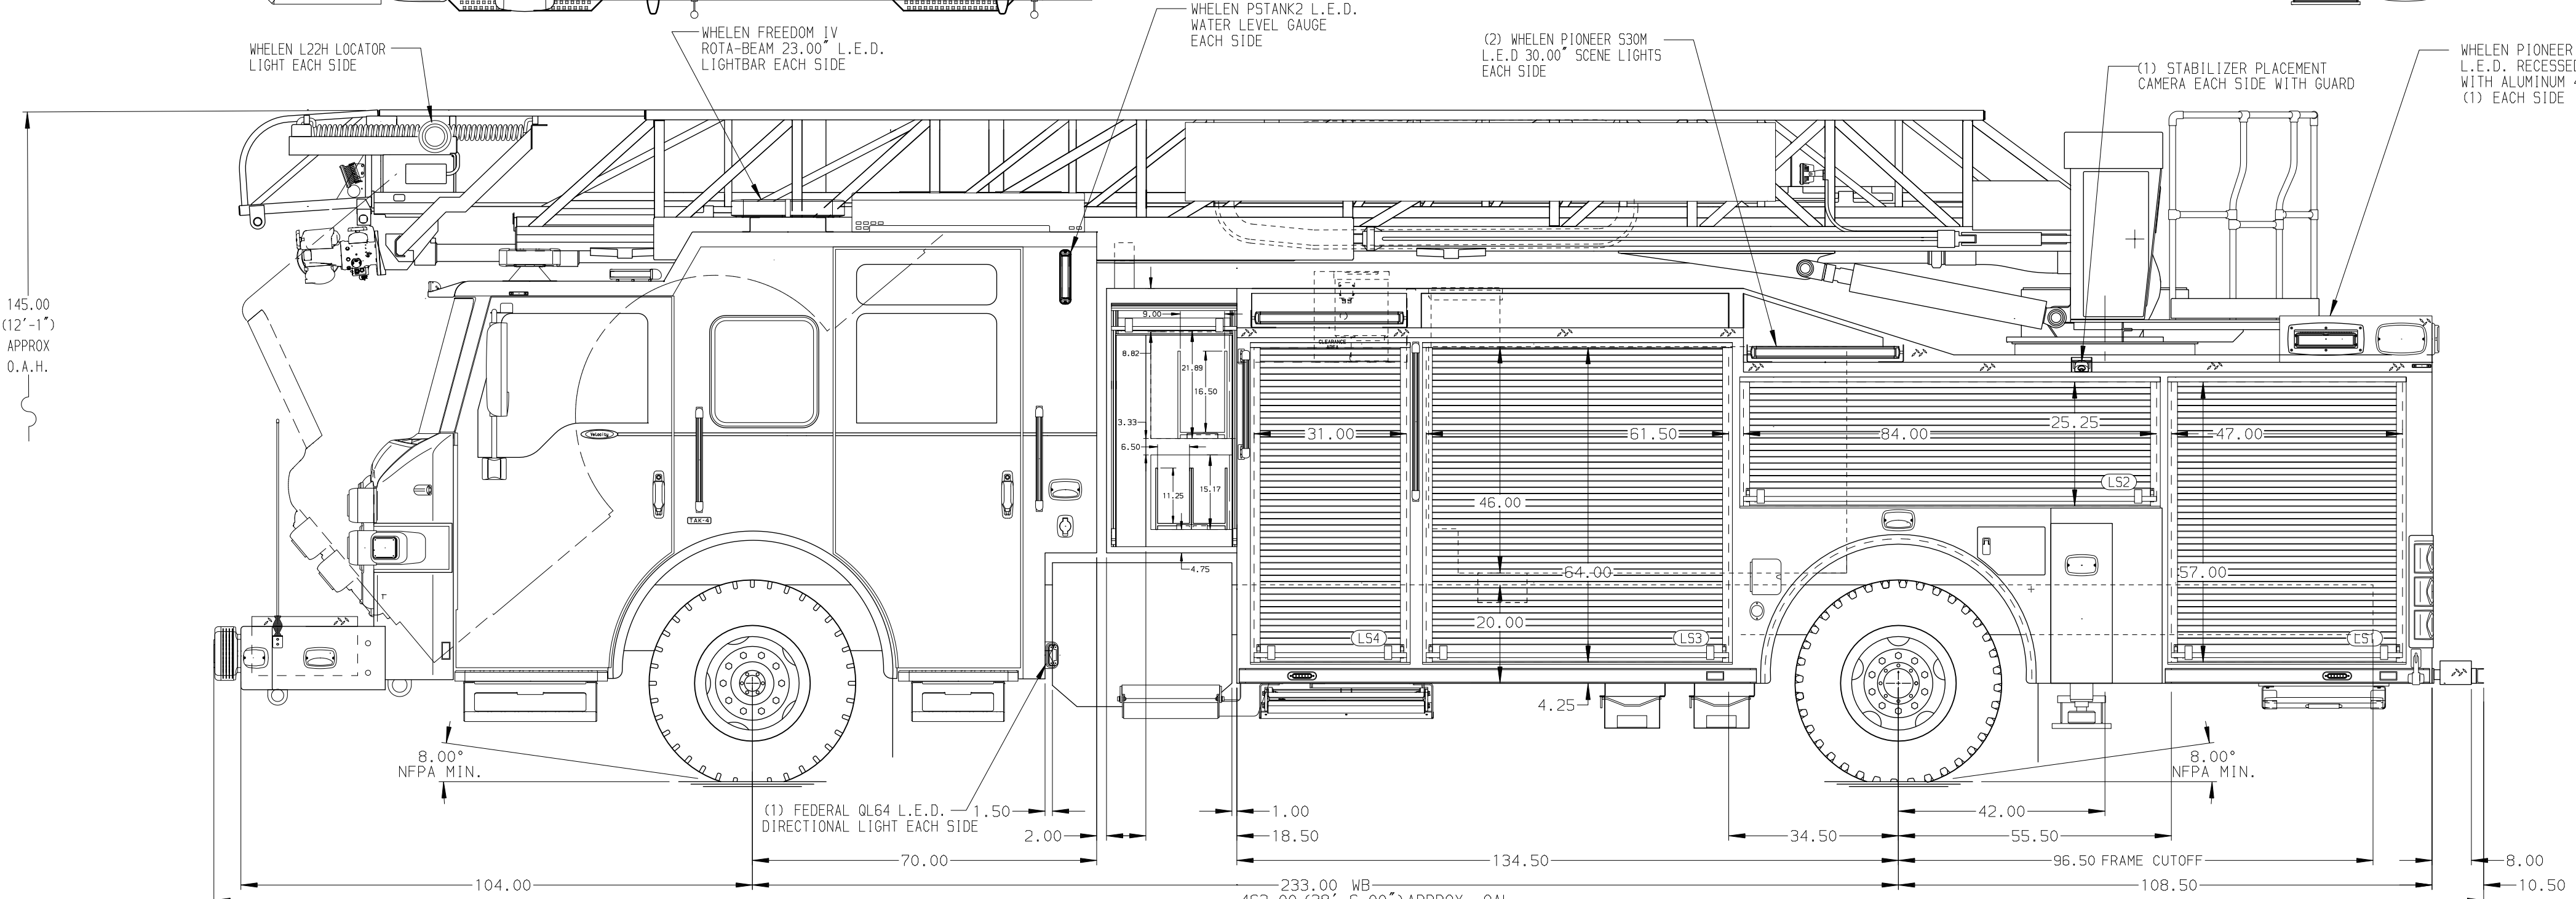 WHELEN L22H LOCATOR
LIGHT EACH SIDE
WHELEN FREEDOM IV
ROTA-BEAM 23.00" L.E.D.
LIGHTBAR EACH SIDE
WHELEN PSTANK2 L.E.D.
WATER LEVEL GAUGE
EACH SIDE
(2) WHELEN PIONEER S30M
L.E.D 30.00" SCENE LIGHTS
EACH SIDE
(1) STABILIZER PLACEMENT
CAMERA EACH SIDE WITH GUARD
WHELEN PIONEER
L.E.D. RECESSED
WITH ALUMINUM
(1) EACH SIDE
145.00
(12'-1")
APPROX
O.A.H.
9.00
CLEARANCE
AREA
8.82
21.89
16.50
3.33
6.50
11.25
15.17
4.75
31.00
61.50
84.00
25.25
47.00
46.00
64.00
20.00
57.00
LS2
LS4
LS3
Velocity
TAK-4
4.25
8.00°
NFPA MIN.
8.00°
NFPA MIN.
(1) FEDERAL QL64 L.E.D.
DIRECTIONAL LIGHT EACH SIDE
1.50
1.00
2.00
18.50
42.00
34.50
55.50
70.00
134.50
96.50 FRAME CUTOFF
8.00
104.00
233.00 WB
108.50
10.50